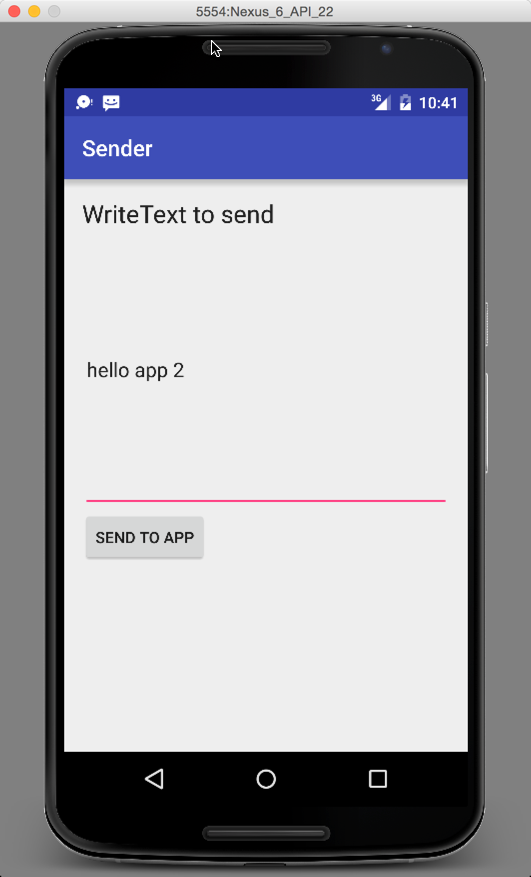 5554:Nexus_6_API_22
3G 10:41
Sender
WriteText to send
hello app 2
SEND TO APP